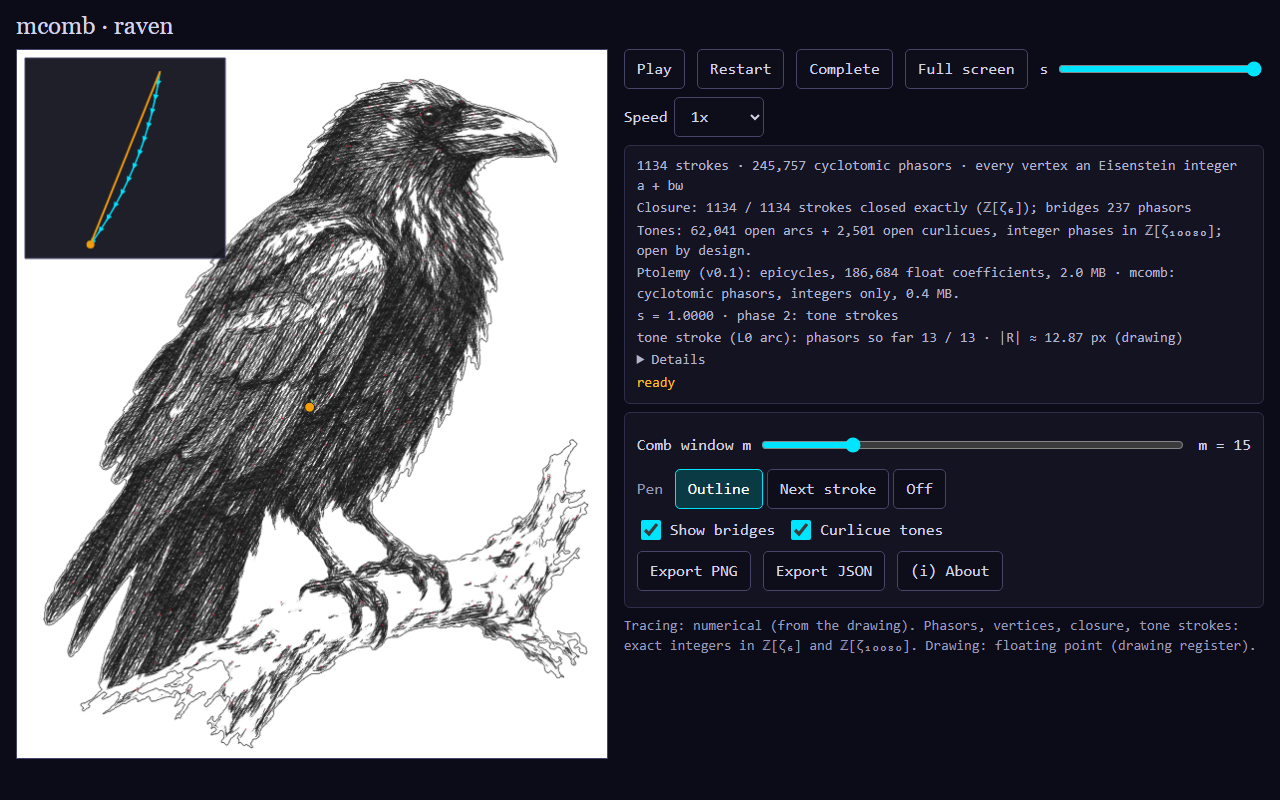 mcomb · raven
Play Restart Complete Full screen s
Speed 1x
1134 strokes · 245,757 cyclotomic phasors · every vertex an Eisenstein integer
a + bω
Closure: 1134 / 1134 strokes closed exactly (ℤ[ζ₆]); bridges 237 phasors
Tones: 62,041 open arcs + 2,501 open curlicues, integer phases in ℤ[ζ₁₀₀₈₀];
open by design.
Ptolemy (v0.1): epicycles, 186,684 float coefficients, 2.0 MB · mcomb:
cyclotomic phasors, integers only, 0.4 MB.
s = 1.0000 · phase 2: tone strokes
tone stroke (L0 arc): phasors so far 13 / 13 · |R| ≈ 12.87 px (drawing)
▶ Details
ready
Comb window m m = 15
Pen Outline Next stroke Off
Show bridges Curlicue tones
Export PNG Export JSON (i) About
Tracing: numerical (from the drawing). Phasors, vertices, closure, tone strokes:
exact integers in ℤ[ζ₆] and ℤ[ζ₁₀₀₈₀]. Drawing: floating point (drawing register).